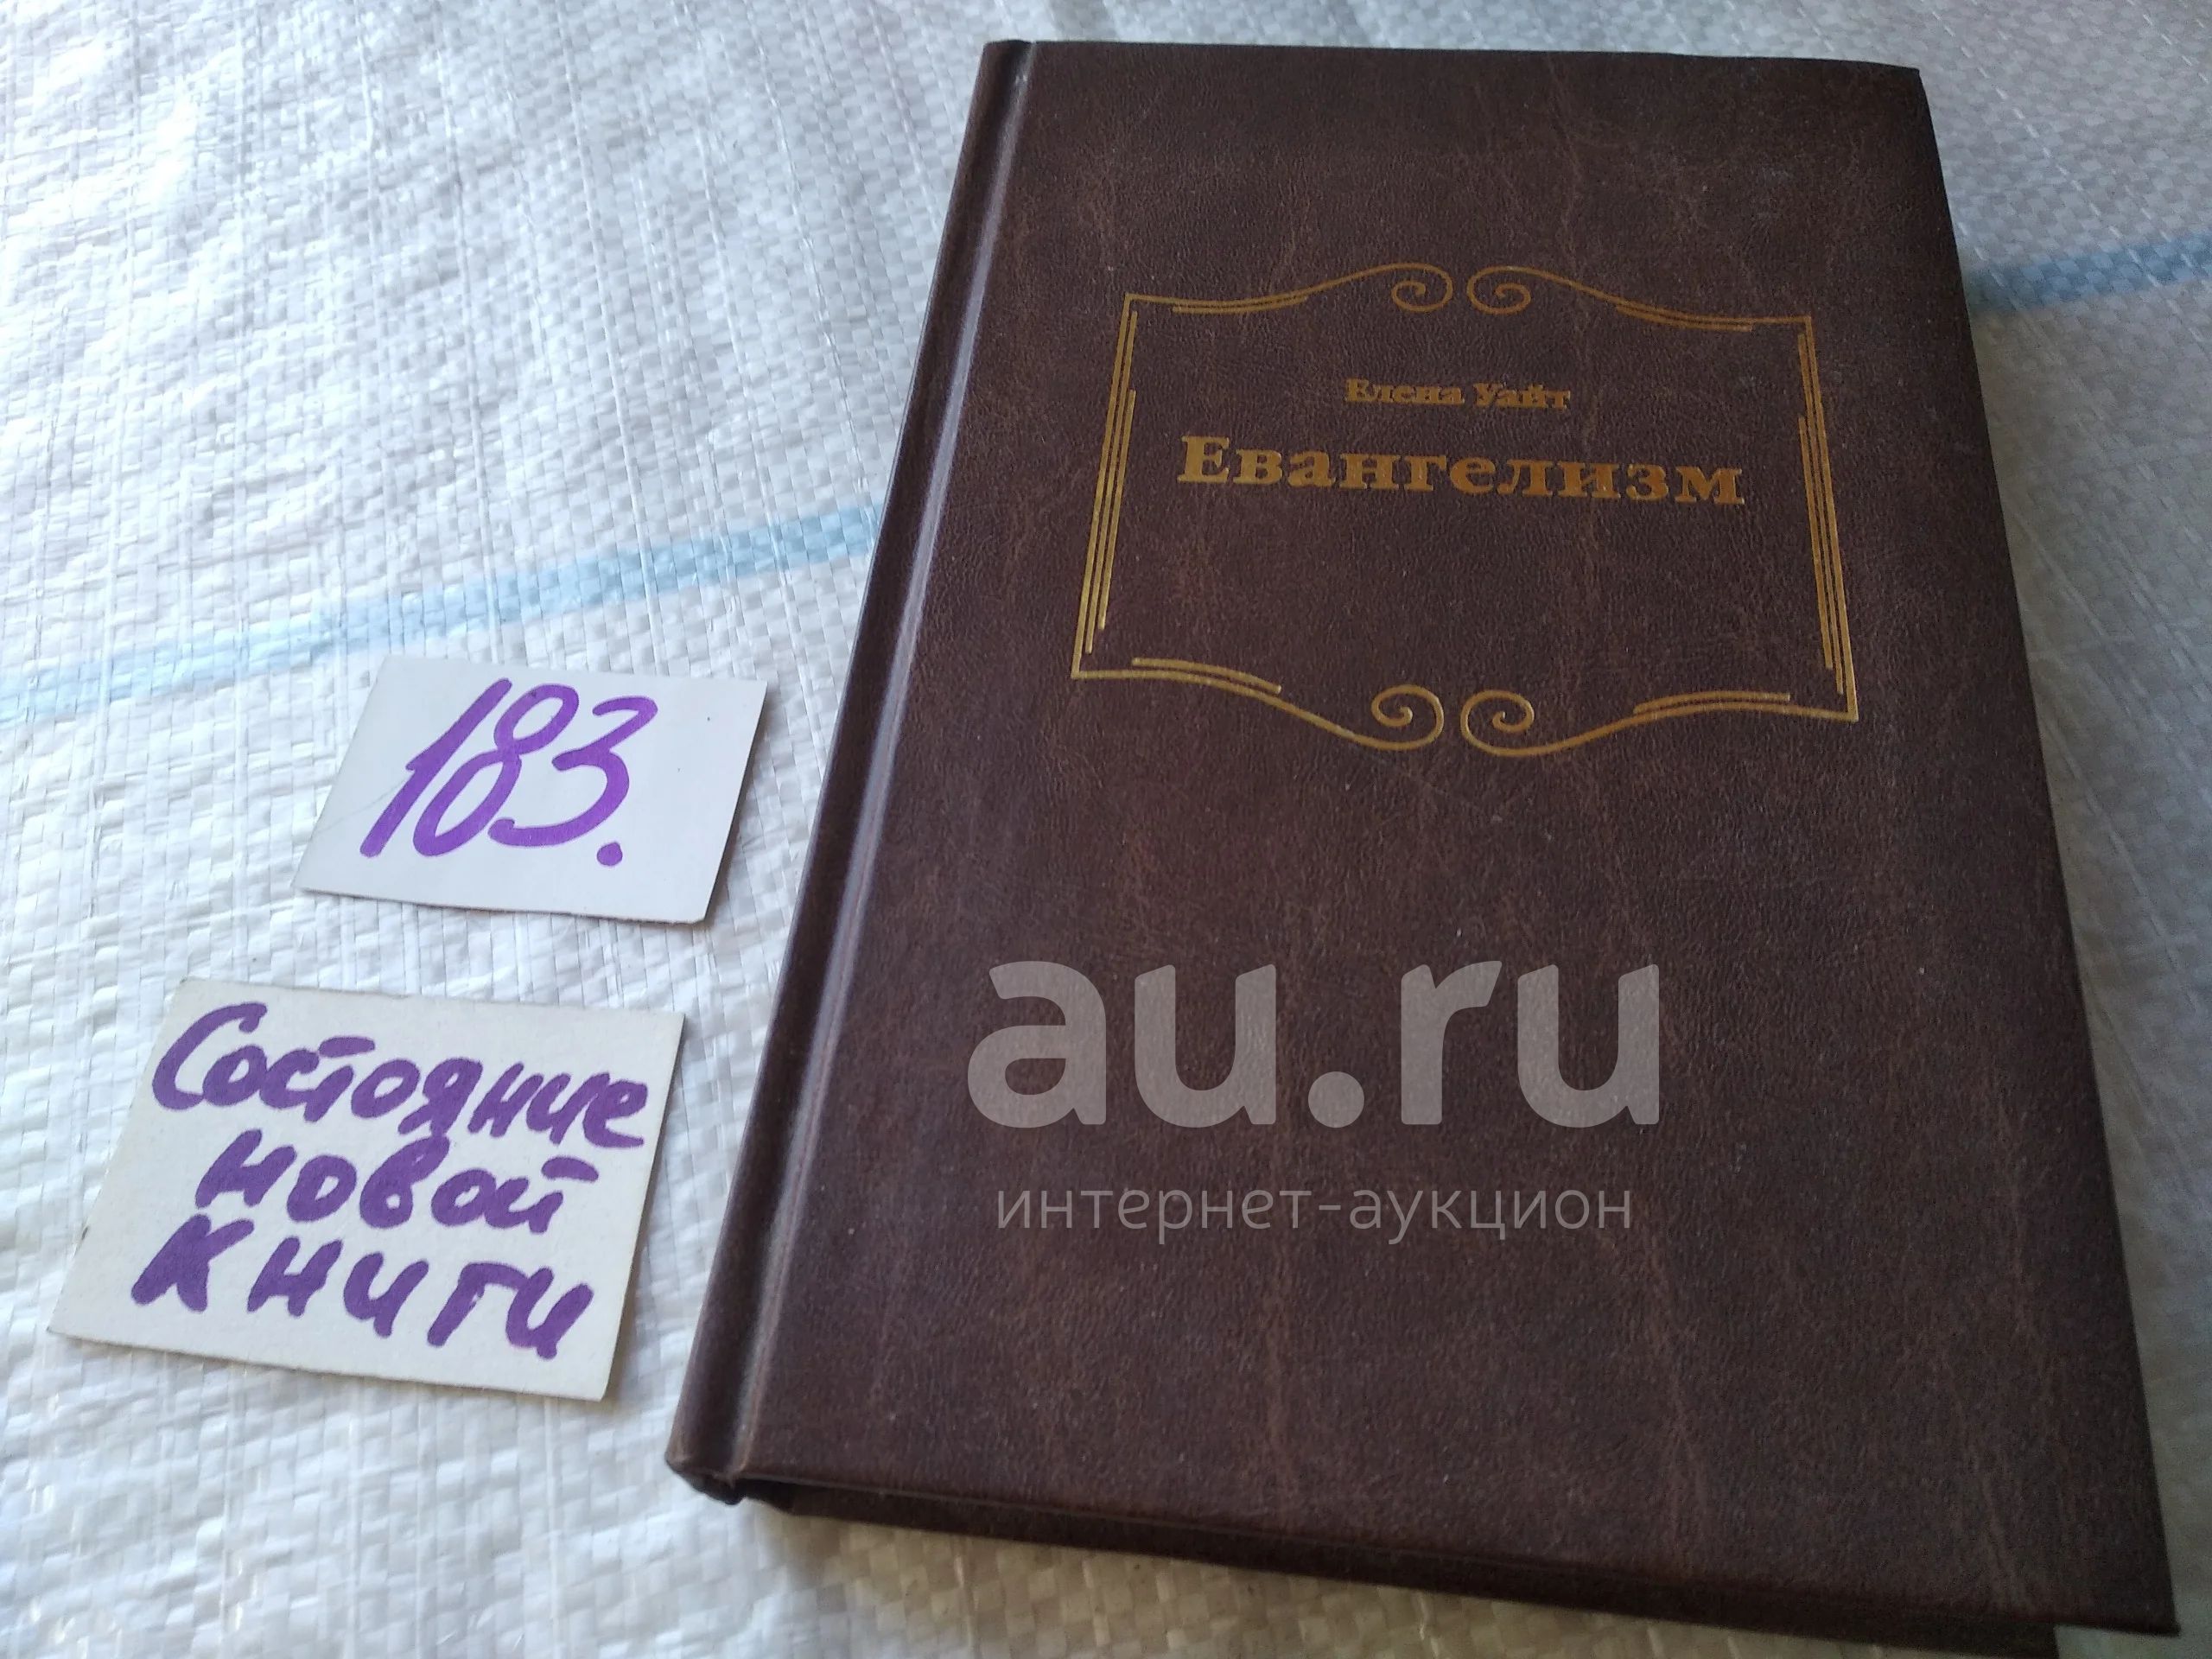 Елена Уайт
Евангелизм
183.
Состояние
новой
книги
au.ru
интернет-аукцион